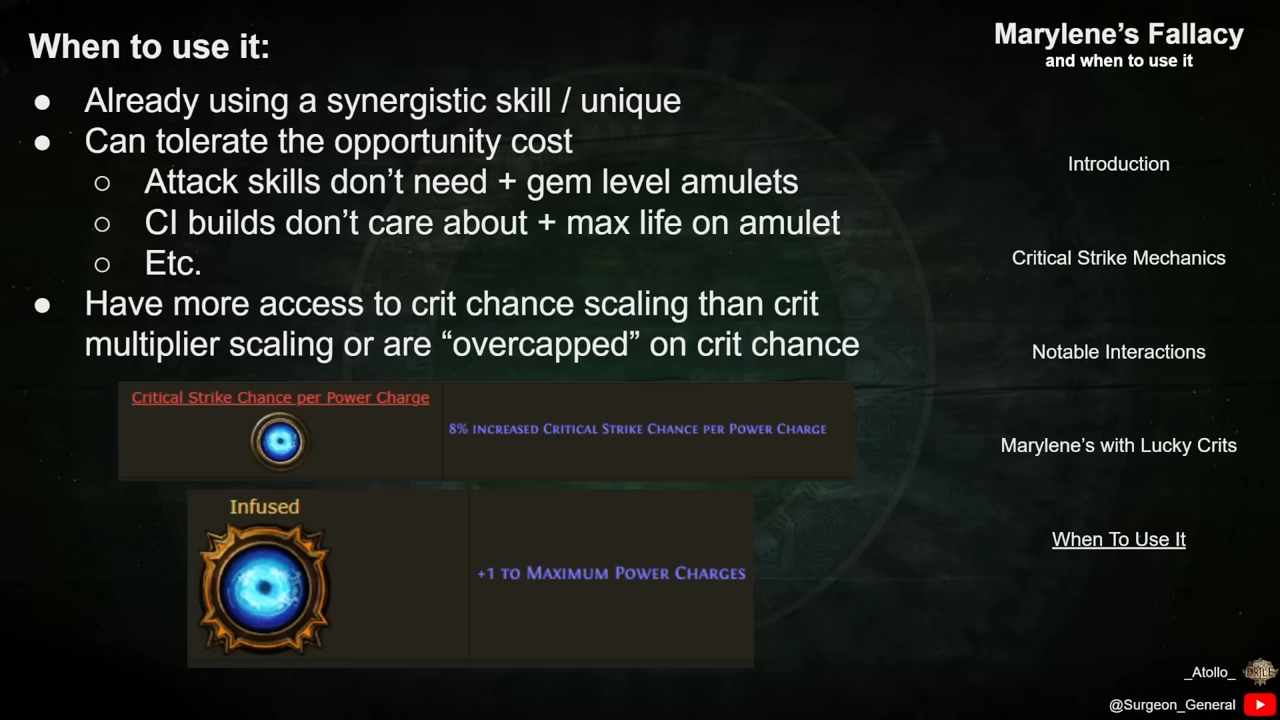 When to use it:
● Already using a synergistic skill / unique
● Can tolerate the opportunity cost
○ Attack skills don’t need + gem level amulets
○ CI builds don’t care about + max life on amulet
○ Etc.
● Have more access to crit chance scaling than crit
multiplier scaling or are “overcapped” on crit chance
Critical Strike Chance per Power Charge
8% increased Critical Strike Chance per Power Charge
Infused
+1 to Maximum Power Charges
Marylene’s Fallacy
and when to use it
Introduction
Critical Strike Mechanics
Notable Interactions
Marylene’s with Lucky Crits
When To Use It
_Atollo_
@Surgeon_General